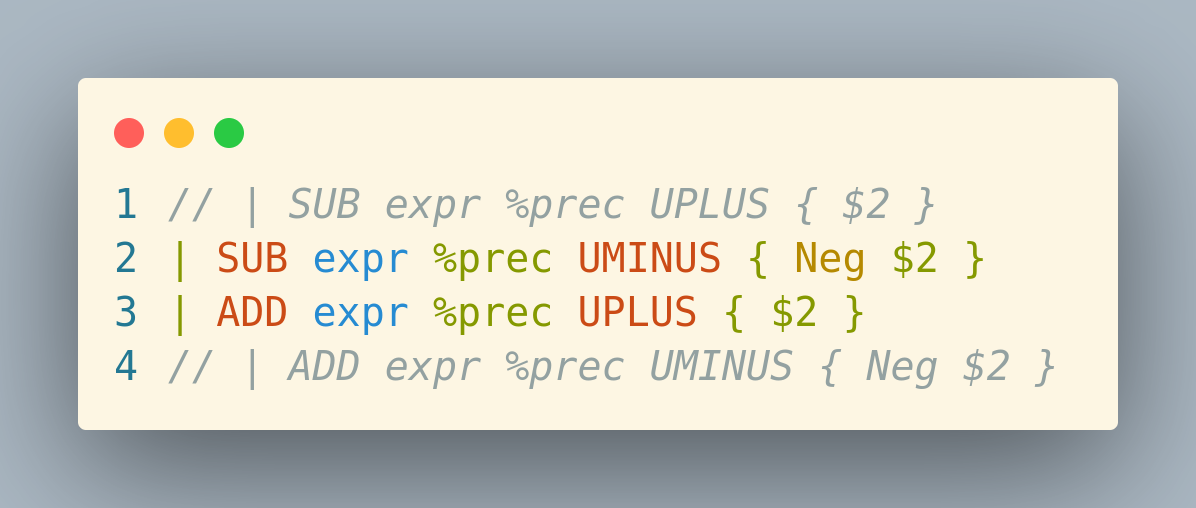 1 // | SUB expr %prec UPLUS { $2 }
2 | SUB expr %prec UMINUS { Neg $2 }
3 | ADD expr %prec UPLUS { $2 }
4 // | ADD expr %prec UMINUS { Neg $2 }